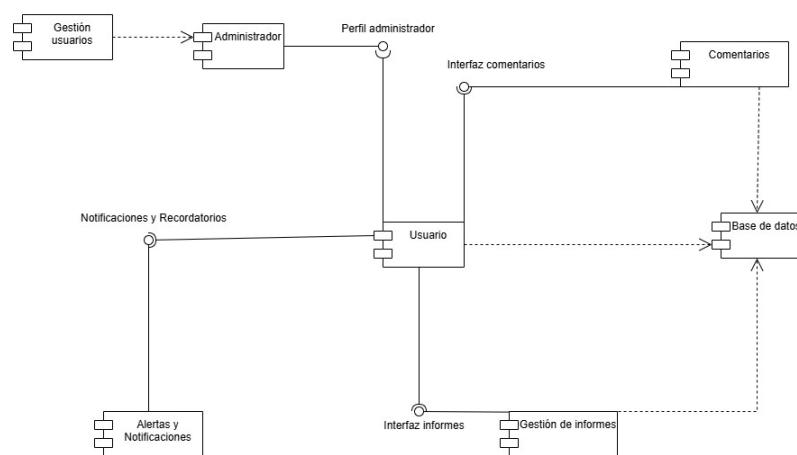 Gestión
usuarios
Administrador
Perfil administrador
Interfaz comentarios
Comentarios
Notificaciones y Recordatorios
Usuario
Base de datos
Alertas y
Notificaciones
Interfaz informes
Gestión de informes